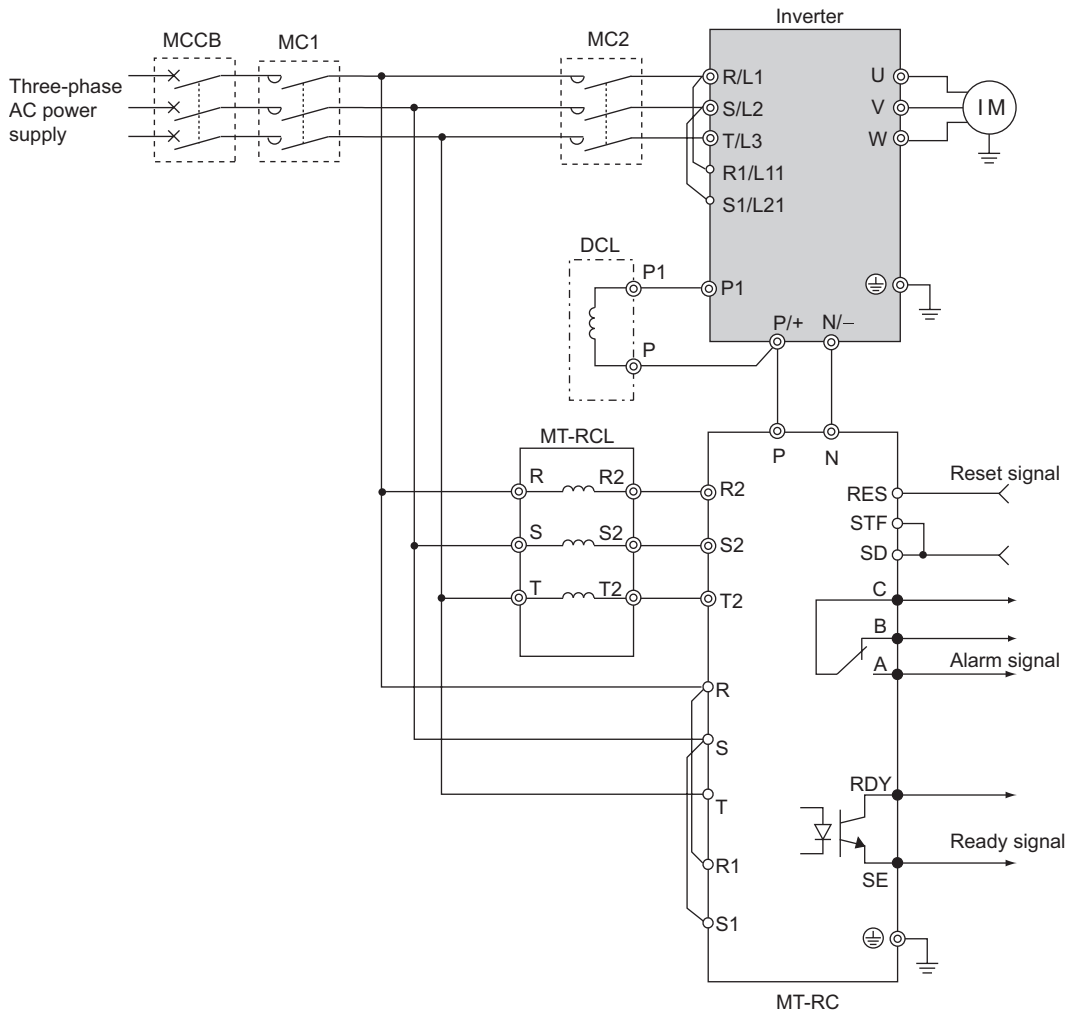 Inverter
MCCB
MC1
MC2
Three-phase
AC power
supply
R/L1
S/L2
T/L3
R1/L11
S1/L21
U
V
W
IM
DCL
P1
P
P1
P/+
N/−
MT-RCL
R
R2
S
S2
T
T2
P
N
R2
S2
T2
R
S
T
R1
S1
RES
STF
SD
C
B
A
RDY
SE
Reset signal
Alarm signal
Ready signal
MT-RC